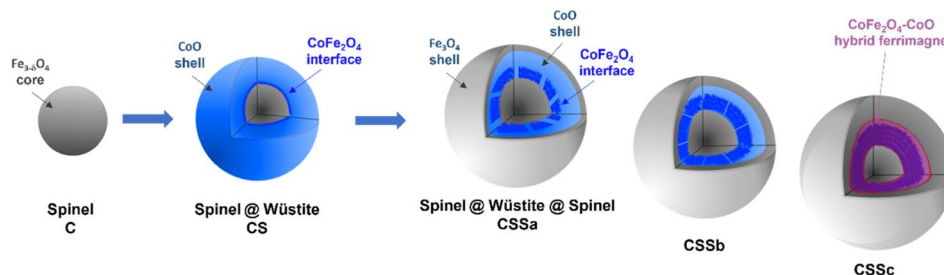 Fe3-δO4
core
Spinel
C
CoO
shell
CoFe2O4
interface
Spinel @ Wüstite
CS
Fe3O4
shell
CoO
shell
CoFe2O4
interface
Spinel @ Wüstite @ Spinel
CSSa
CSSb
CoFe2O4-CoO
hybrid ferrimagne
CSSc